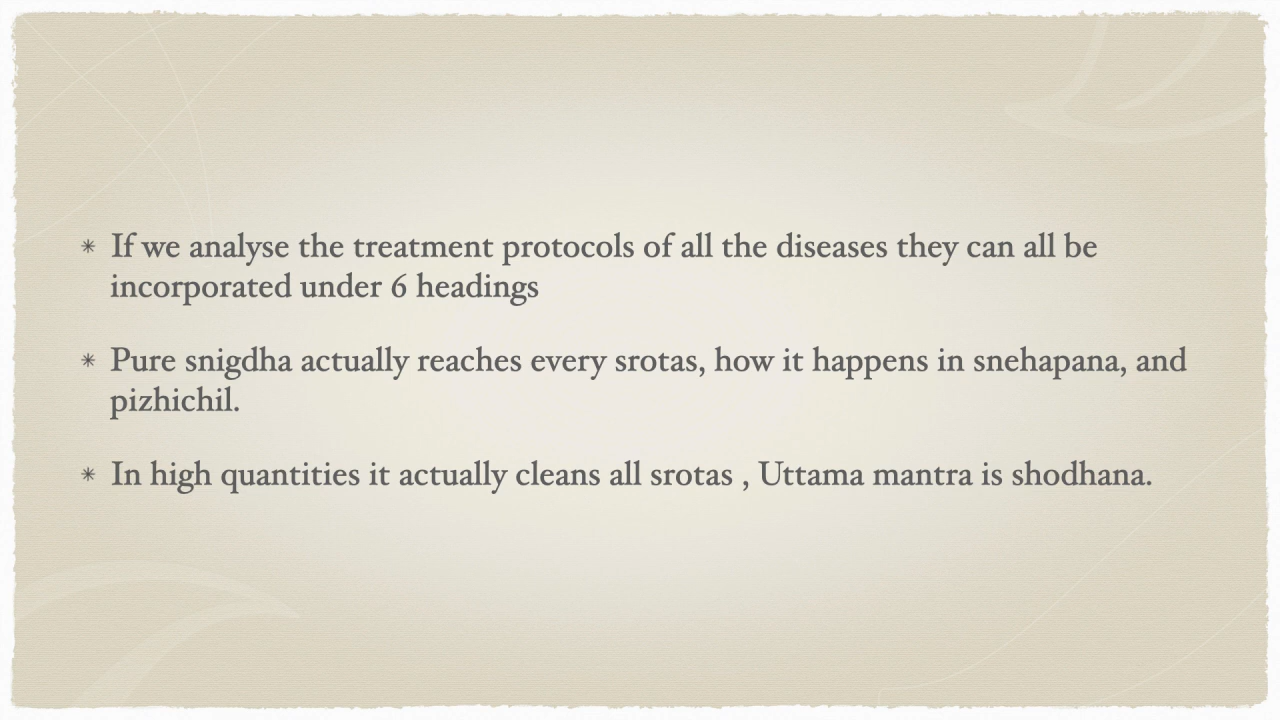 * If we analyse the treatment protocols of all the diseases they can all be
incorporated under 6 headings
* Pure snigdha actually reaches every srotas, how it happens in snehapana, and
pizhichil.
* In high quantities it actually cleans all srotas , Uttama mantra is shodhana.